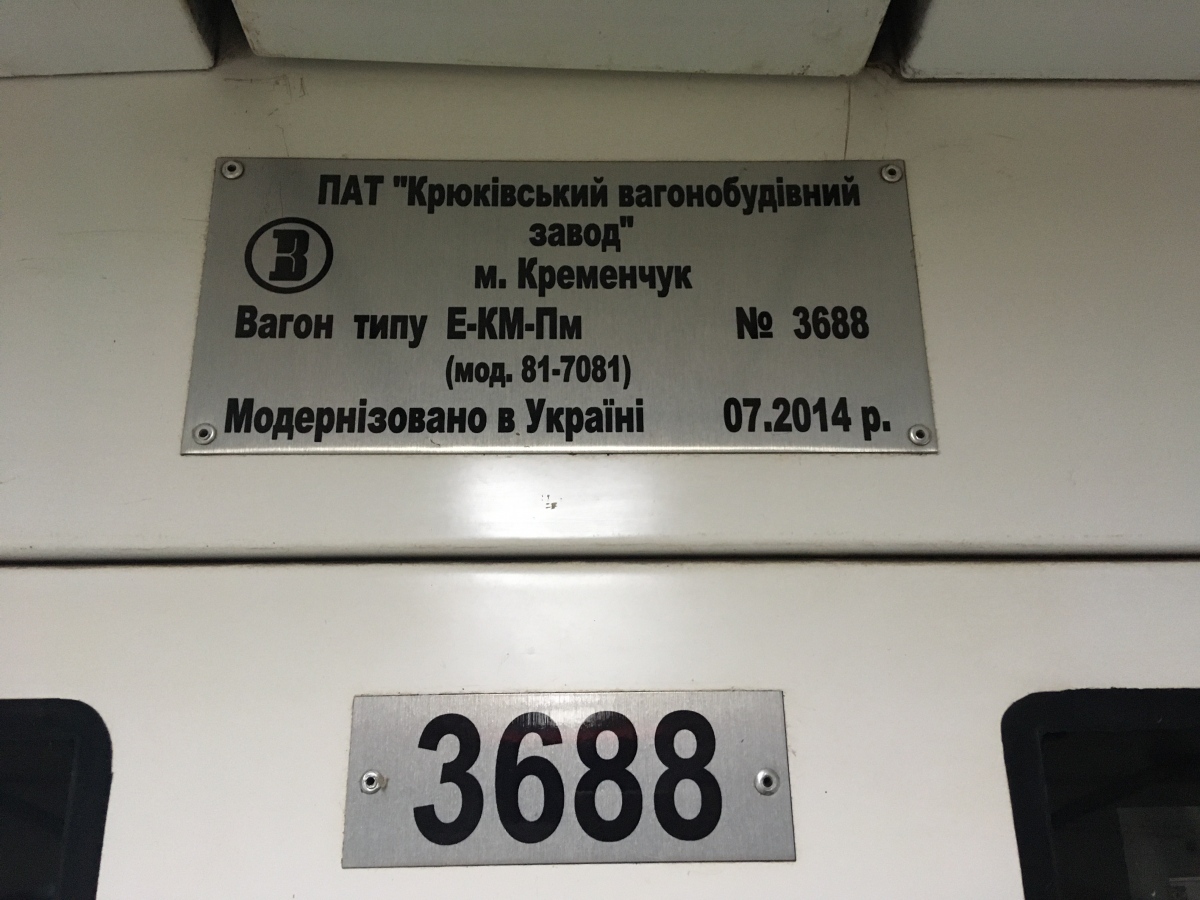 ПАТ "Крюківський вагонобудівний
завод"
В
м. Кременчук
Вагон типу Е-КМ-Пм № 3688
(мод. 81-7081)
Модернізовано в Україні 07.2014 р.
3688